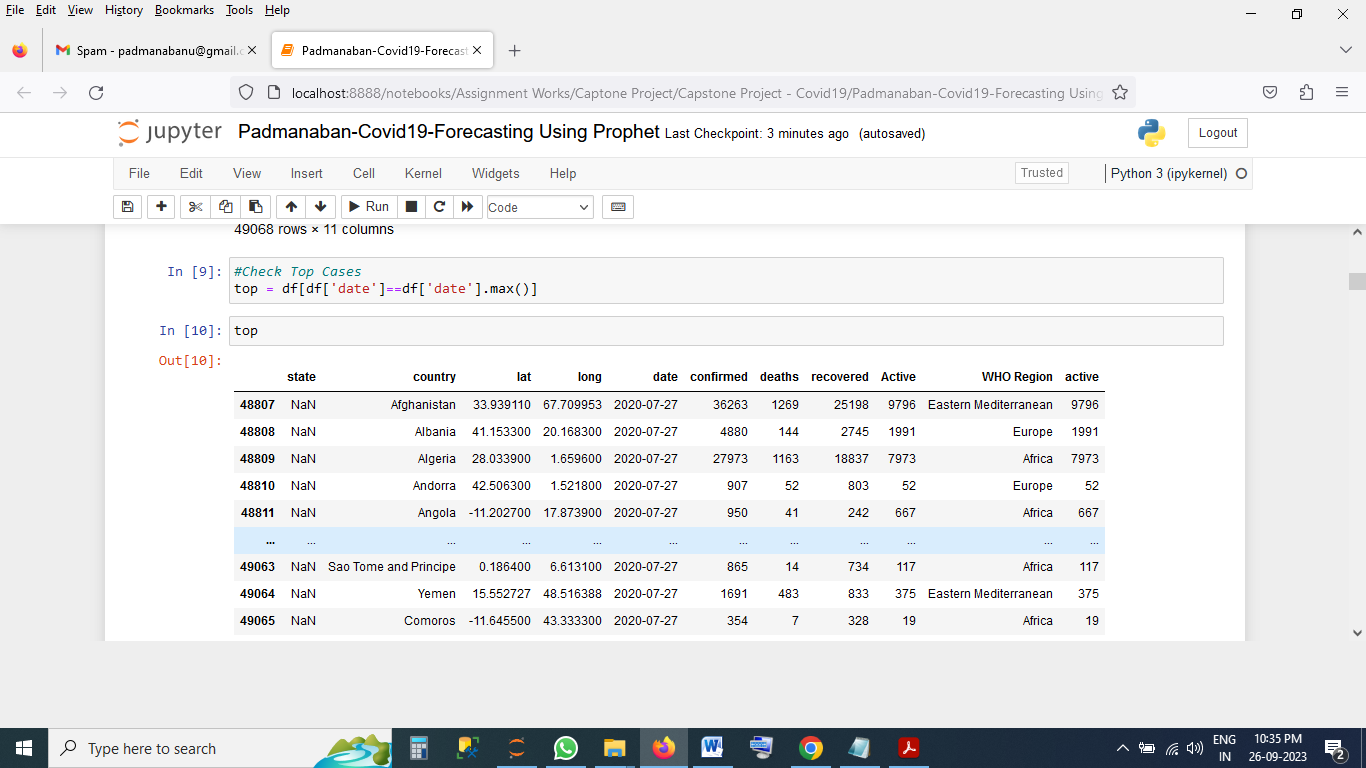 File Edit View History Bookmarks Tools Help
Spam - padmanabanu@gmail.c
Padmanaban-Covid19-Forecast
localhost:8888/notebooks/Assignment Works/Captone Project/Capstone Project - Covid19/Padmanaban-Covid19-Forecasting Using
jupyter Padmanaban-Covid19-Forecasting Using Prophet Last Checkpoint: 3 minutes ago (autosaved) Logout
File Edit View Insert Cell Kernel Widgets Help Trusted Python 3 (ipykernel)
Run Code
49068 rows × 11 columns
In [9]: #Check Top Cases
top = df[df['date']==df['date'].max()]
In [10]: top
Out[10]:
state country lat long date confirmed deaths recovered Active WHO Region active
48807 NaN Afghanistan 33.939110 67.709953 2020-07-27 36263 1269 25198 9796 Eastern Mediterranean 9796
48808 NaN Albania 41.153300 20.168300 2020-07-27 4880 144 2745 1991 Europe 1991
48809 NaN Algeria 28.033900 1.659600 2020-07-27 27973 1163 18837 7973 Africa 7973
48810 NaN Andorra 42.506300 1.521800 2020-07-27 907 52 803 52 Europe 52
48811 NaN Angola -11.202700 17.873900 2020-07-27 950 41 242 667 Africa 667
... ... ... ... ... ... ... ... ... ... ... ...
49063 NaN Sao Tome and Principe 0.186400 6.613100 2020-07-27 865 14 734 117 Africa 117
49064 NaN Yemen 15.552727 48.516388 2020-07-27 1691 483 833 375 Eastern Mediterranean 375
49065 NaN Comoros -11.645500 43.333300 2020-07-27 354 7 328 19 Africa 19
Type here to search
ENG 10:35 PM
IN 26-09-2023 2